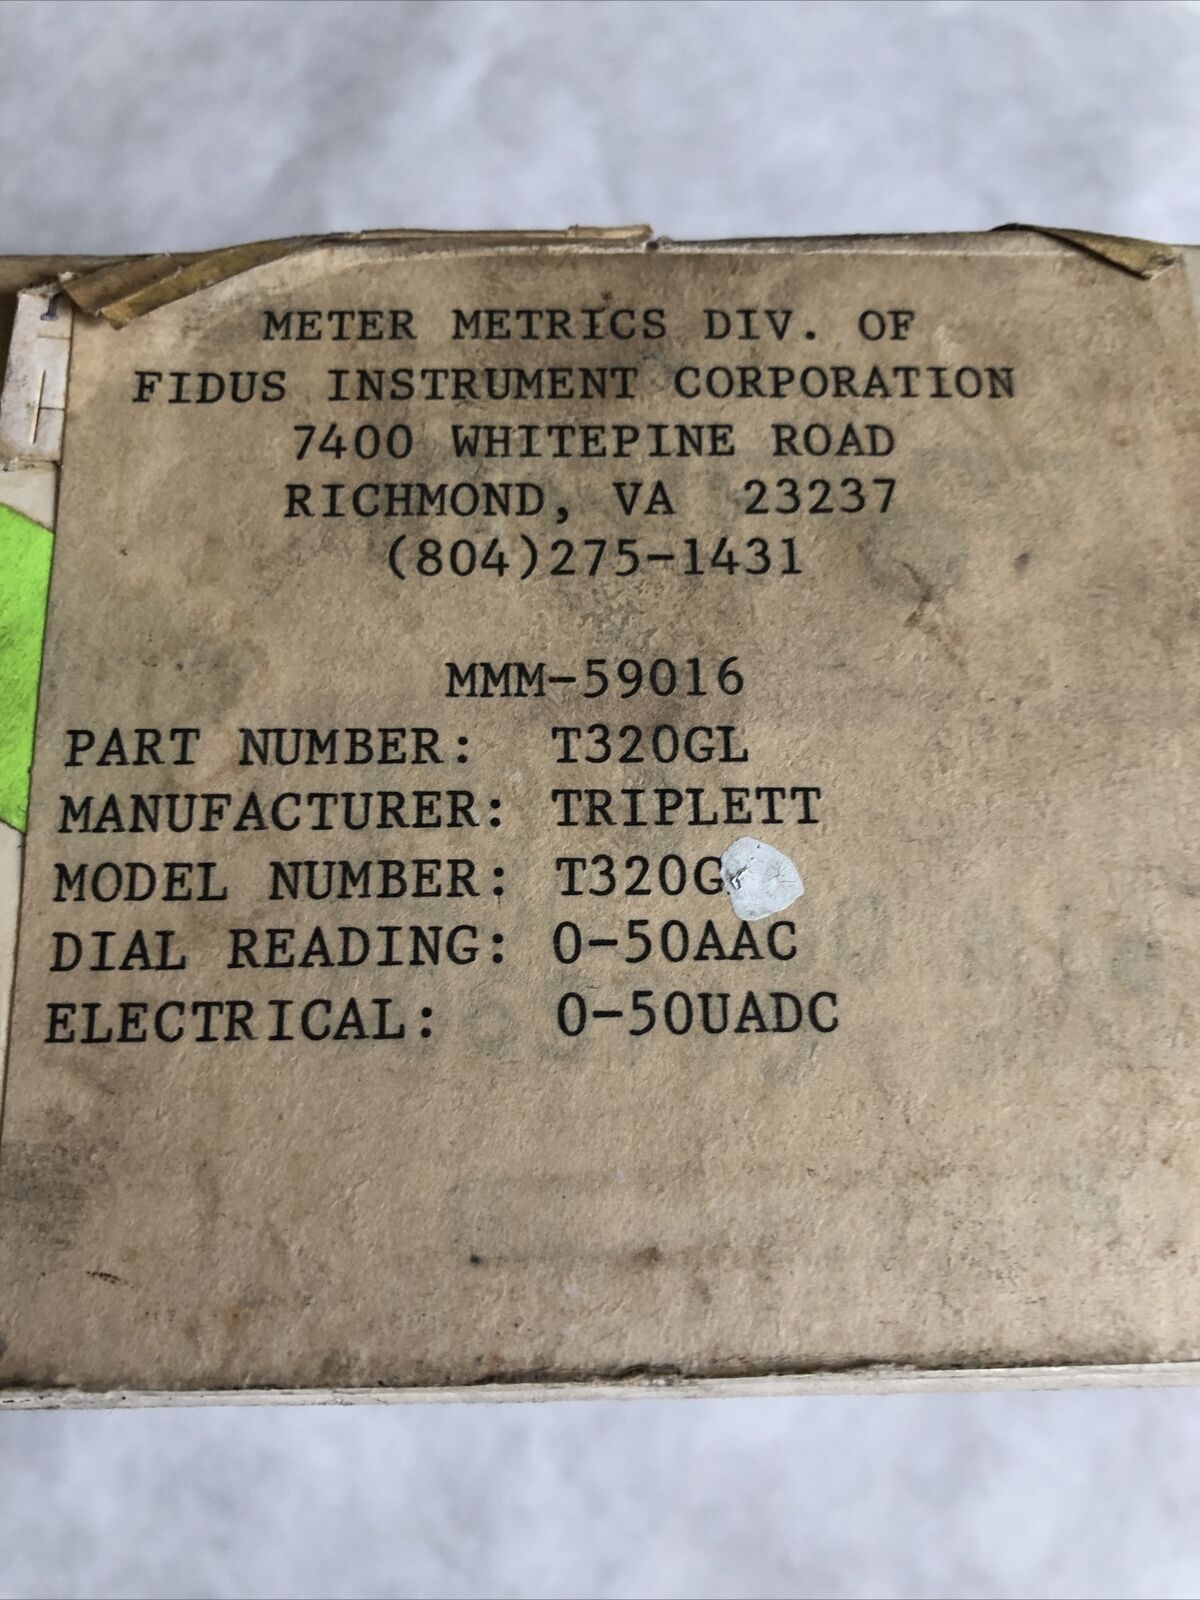 METER METRICS DIV. OF
FIDUS INSTRUMENT CORPORATION
7400 WHITEPINE ROAD
RICHMOND, VA 23237
(804)275-1431
MMM-59016
PART NUMBER: T320GL
MANUFACTURER: TRIPLETT
MODEL NUMBER: T320G
DIAL READING: 0-50AAC
ELECTRICAL: 0-50UADC